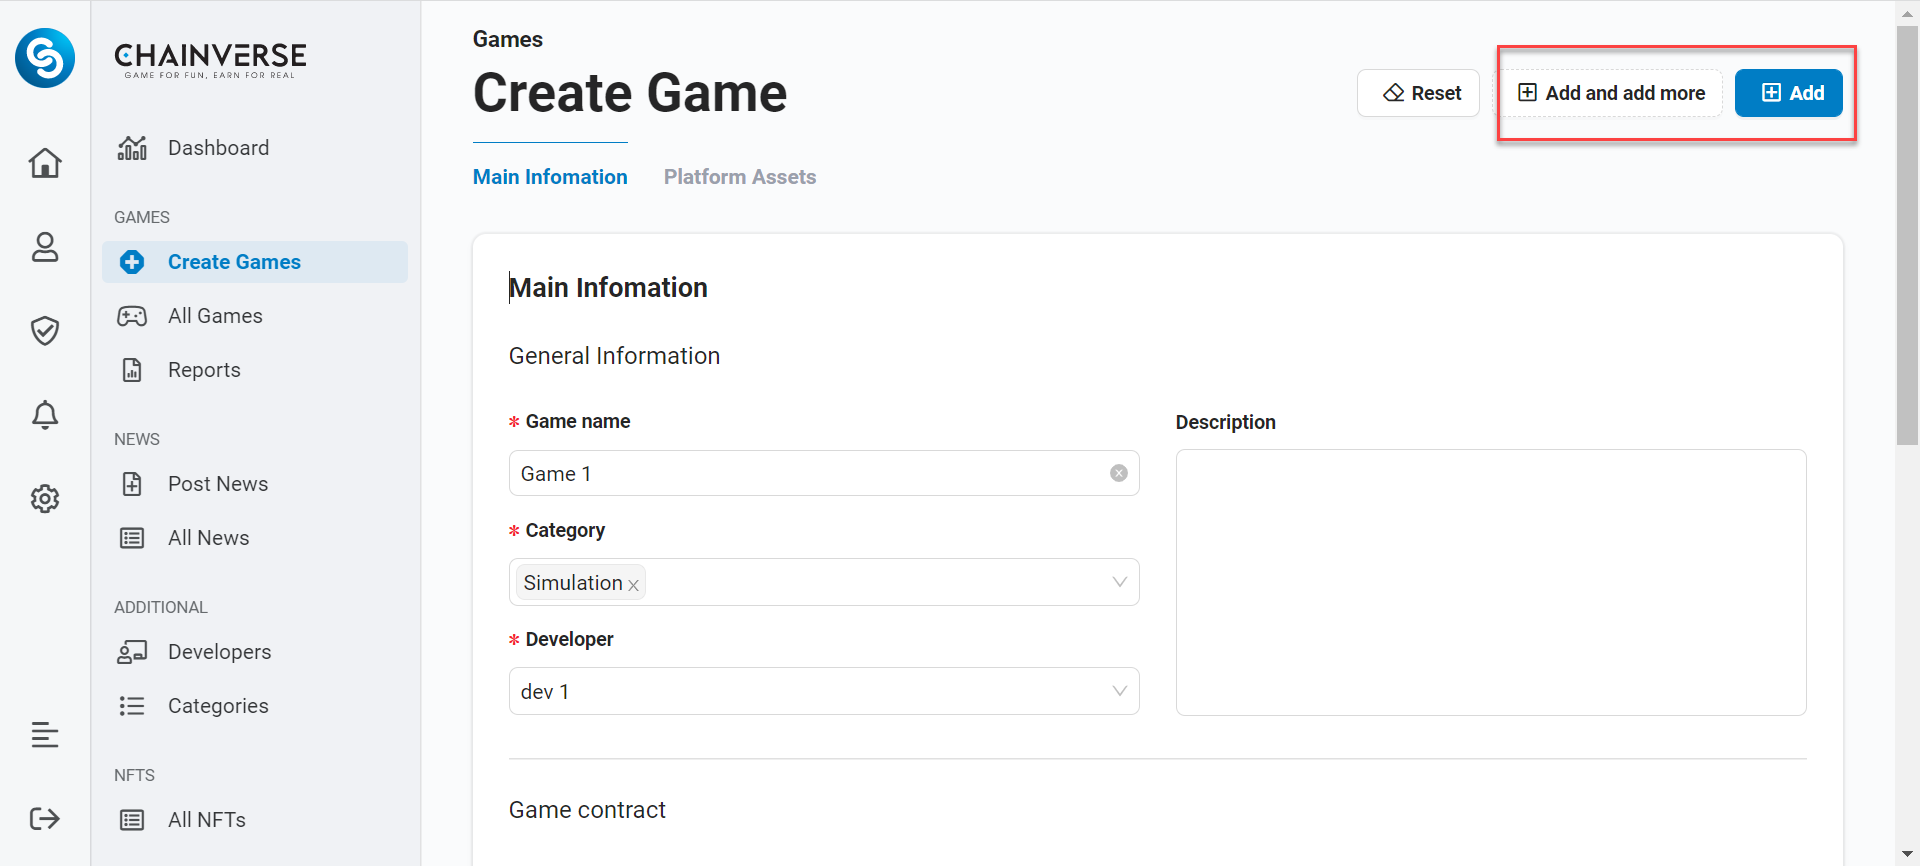 CHAINVERSE
GAME FOR FUN, EARN FOR REAL
Dashboard
GAMES
Create Games
All Games
Reports
NEWS
Post News
All News
ADDITIONAL
Developers
Categories
NFTS
All NFTs
Games
Create Game
Reset
Add and add more
Add
Main Infomation
Platform Assets
Main Infomation
General Information
* Game name
Game 1
* Category
Simulation
* Developer
dev 1
Description
Game contract